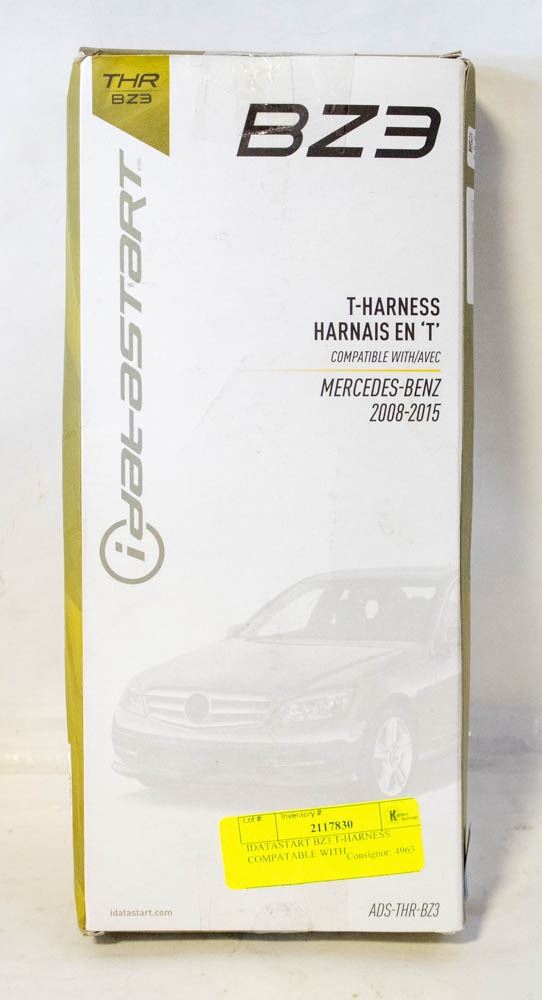 THR
BZ3
BZ3
idatastart
T-HARNESS
HARNAIS EN ‘T’
COMPATIBLE WITH/AVEC
MERCEDES-BENZ
2008-2015
Lot #
Inventory #
2117830
IDATASTART BZ3 T-HARNESS
COMPATABLE WITH
Consignor: 4963
idatastart.com
ADS-THR-BZ3